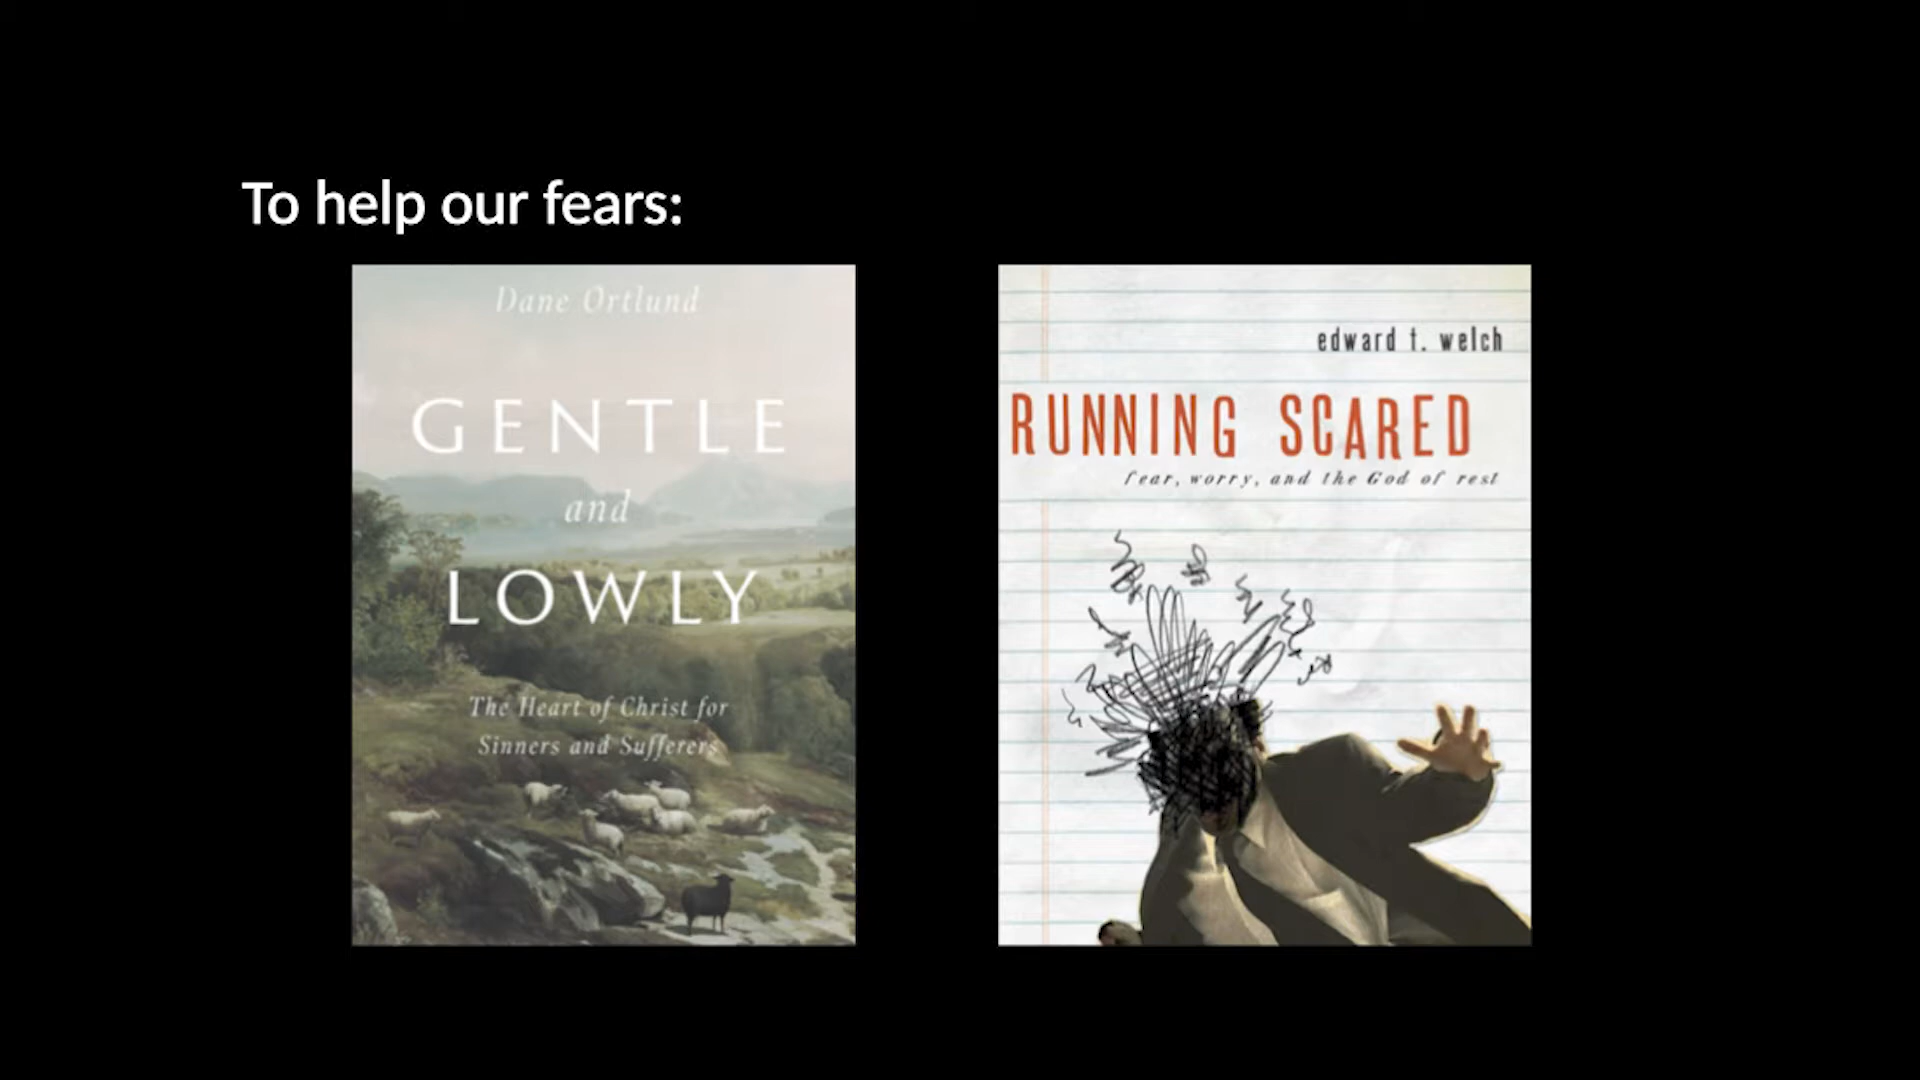 To help our fears:
Dane Ortlund
GENTLE
and
LOWLY
The Heart of Christ for
Sinners and Sufferers
edward t. welch
RUNNING SCARED
fear, worry, and the God of rest